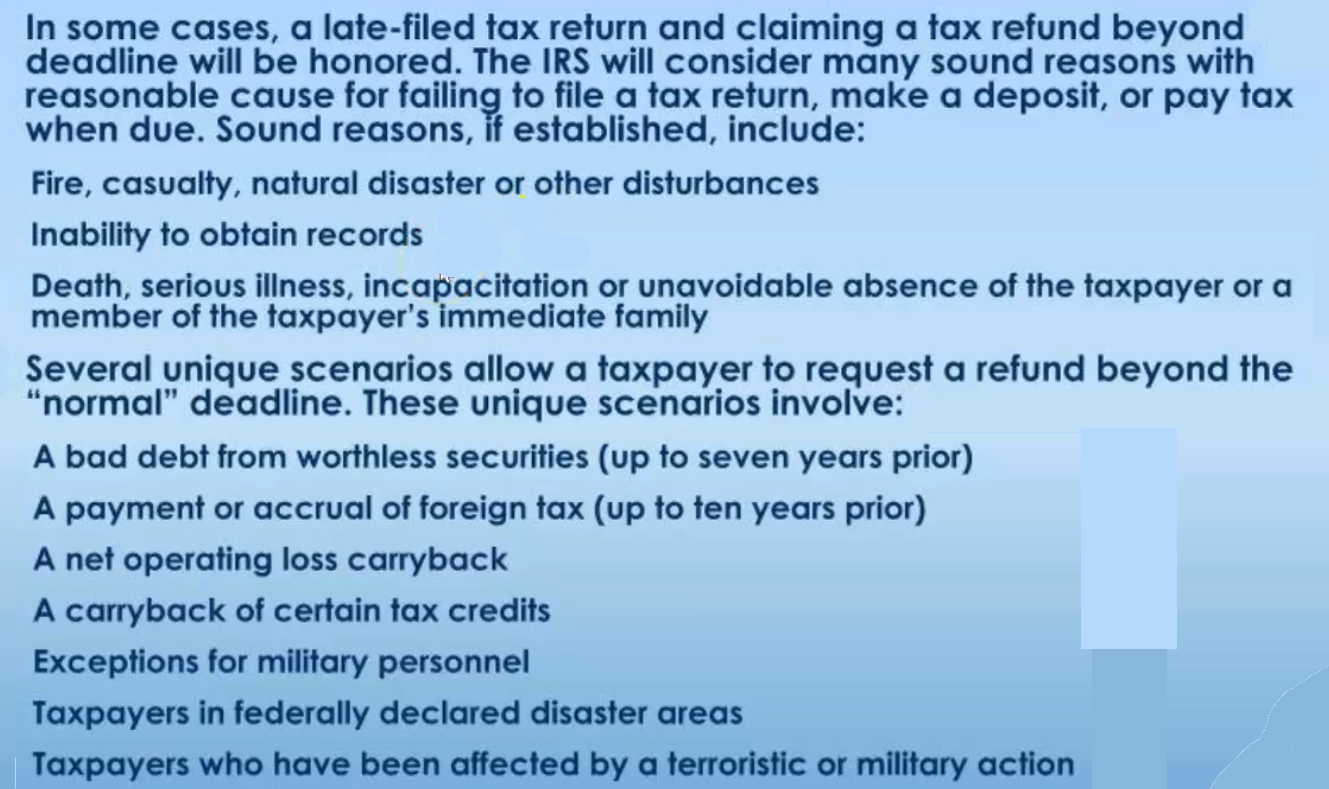 In some cases, a late-filed tax return and claiming a tax refund beyond
deadline will be honored. The IRS will consider many sound reasons with
reasonable cause for failing to file a tax return, make a deposit, or pay tax
when due. Sound reasons, if established, include:
Fire, casualty, natural disaster or other disturbances
Inability to obtain records
Death, serious illness, incapacitation or unavoidable absence of the taxpayer or a
member of the taxpayer's immediate family
Several unique scenarios allow a taxpayer to request a refund beyond the
“normal” deadline. These unique scenarios involve:
A bad debt from worthless securities (up to seven years prior)
A payment or accrual of foreign tax (up to ten years prior)
A net operating loss carryback
A carryback of certain tax credits
Exceptions for military personnel
Taxpayers in federally declared disaster areas
Taxpayers who have been affected by a terroristic or military action